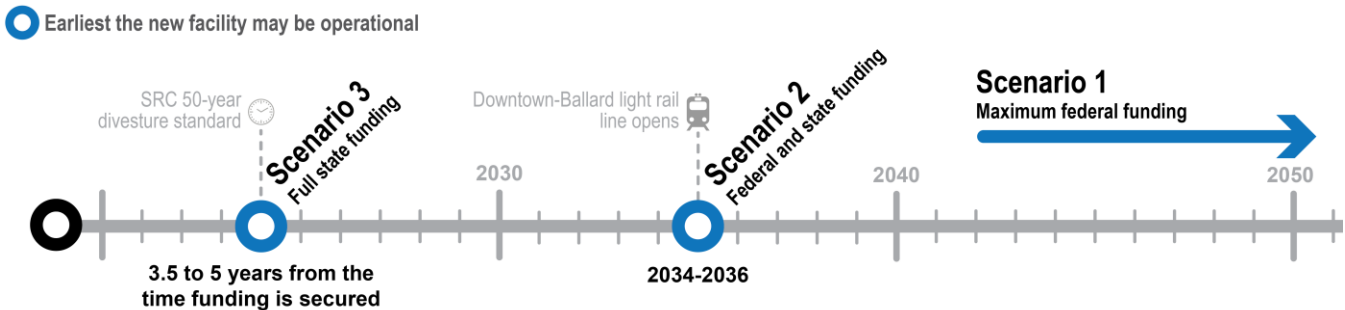 Earliest the new facility may be operational
SRC 50-year
divesture standard
Scenario 3
Full state funding
Downtown-Ballard light rail
line opens
Scenario 2
Federal and state funding
Scenario 1
Maximum federal funding
2030
2040
2050
3.5 to 5 years from the
time funding is secured
2034-2036